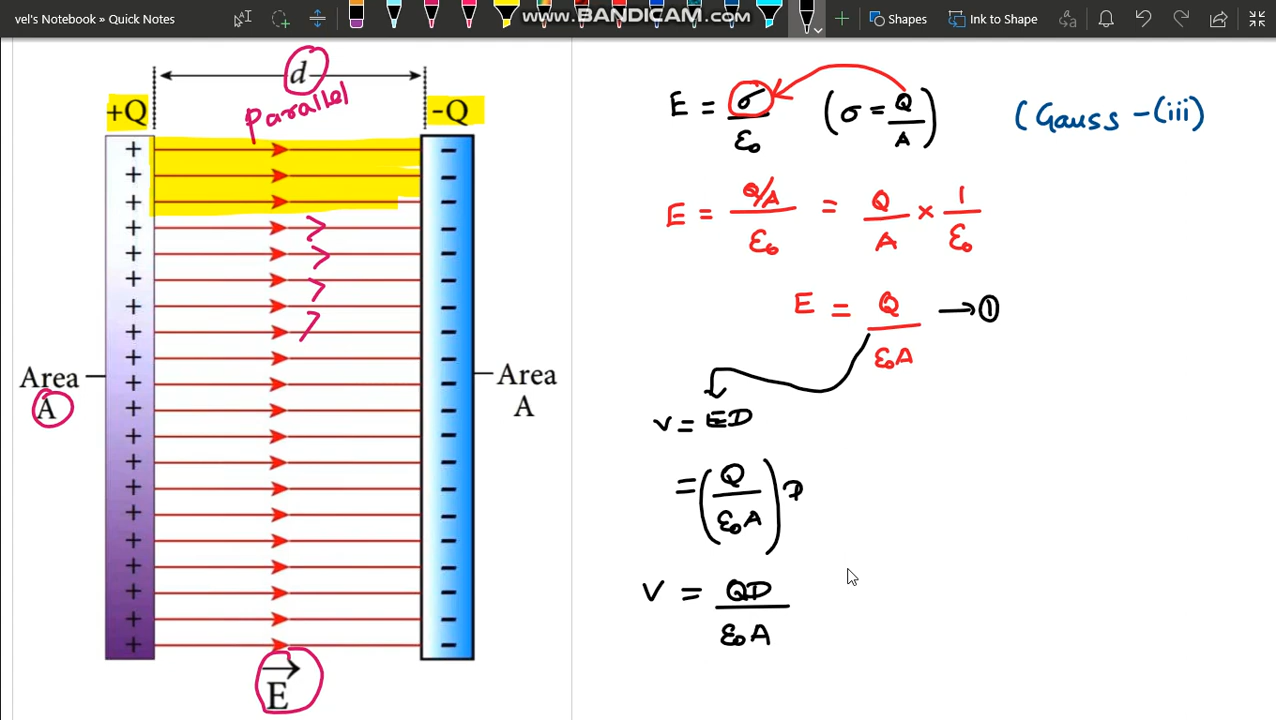 vel's Notebook » Quick Notes
www.BANDICAM.com
Shapes
Ink to Shape
d
parallel
+Q
-Q
Area
A
Area
A
E
E = σ/ε₀ (σ = Q/A) (Gauss -(iii)
E = Q/A/ε₀ = Q/A × 1/ε₀
E = Q/ε₀A → ①
V = ED
= (Q/ε₀A) D
V = QD/ε₀A